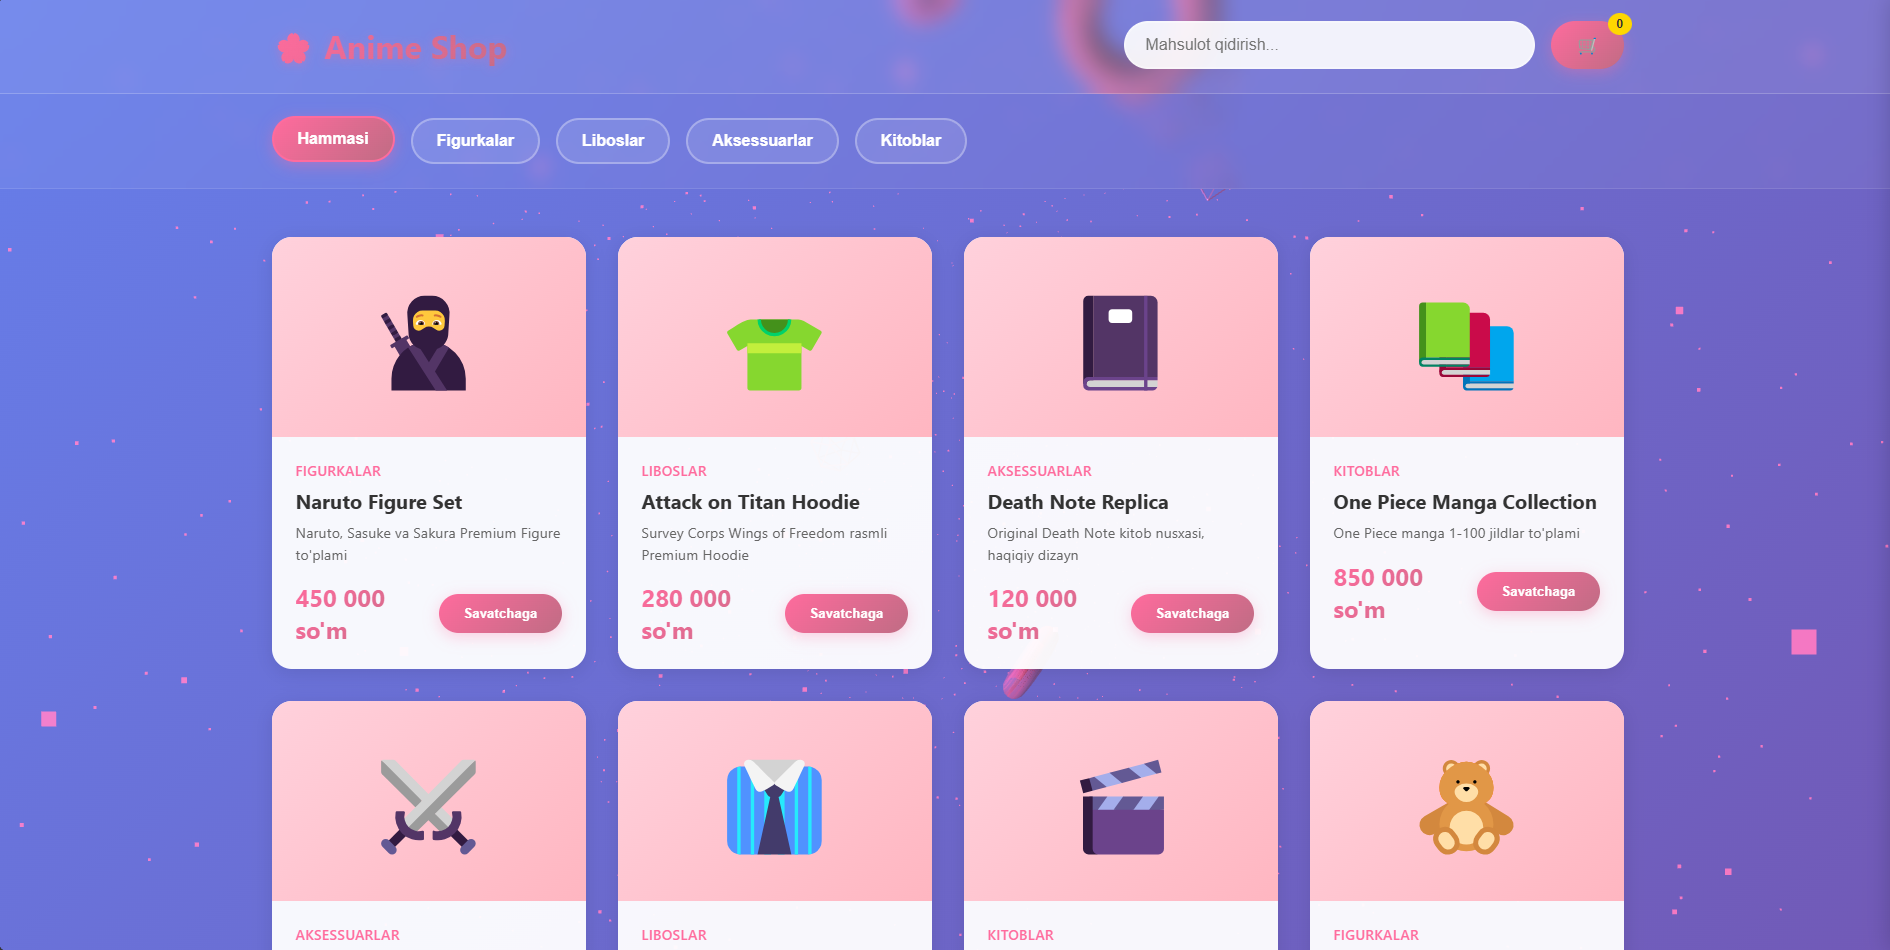 Anime Shop
Mahsulot qidirish...
0
Hammasi
Figurkalar
Liboslar
Aksessuarlar
Kitoblar
FIGURKALAR
Naruto Figure Set
Naruto, Sasuke va Sakura Premium Figure
to'plami
450 000
so'm
Savatchaga
LIBOSLAR
Attack on Titan Hoodie
Survey Corps Wings of Freedom rasmli
Premium Hoodie
280 000
so'm
Savatchaga
AKSESSUARLAR
Death Note Replica
Original Death Note kitob nusxasi,
haqiqiy dizayn
120 000
so'm
Savatchaga
KITOBLAR
One Piece Manga Collection
One Piece manga 1-100 jildlar to'plami
850 000
so'm
Savatchaga
AKSESSUARLAR
LIBOSLAR
KITOBLAR
FIGURKALAR